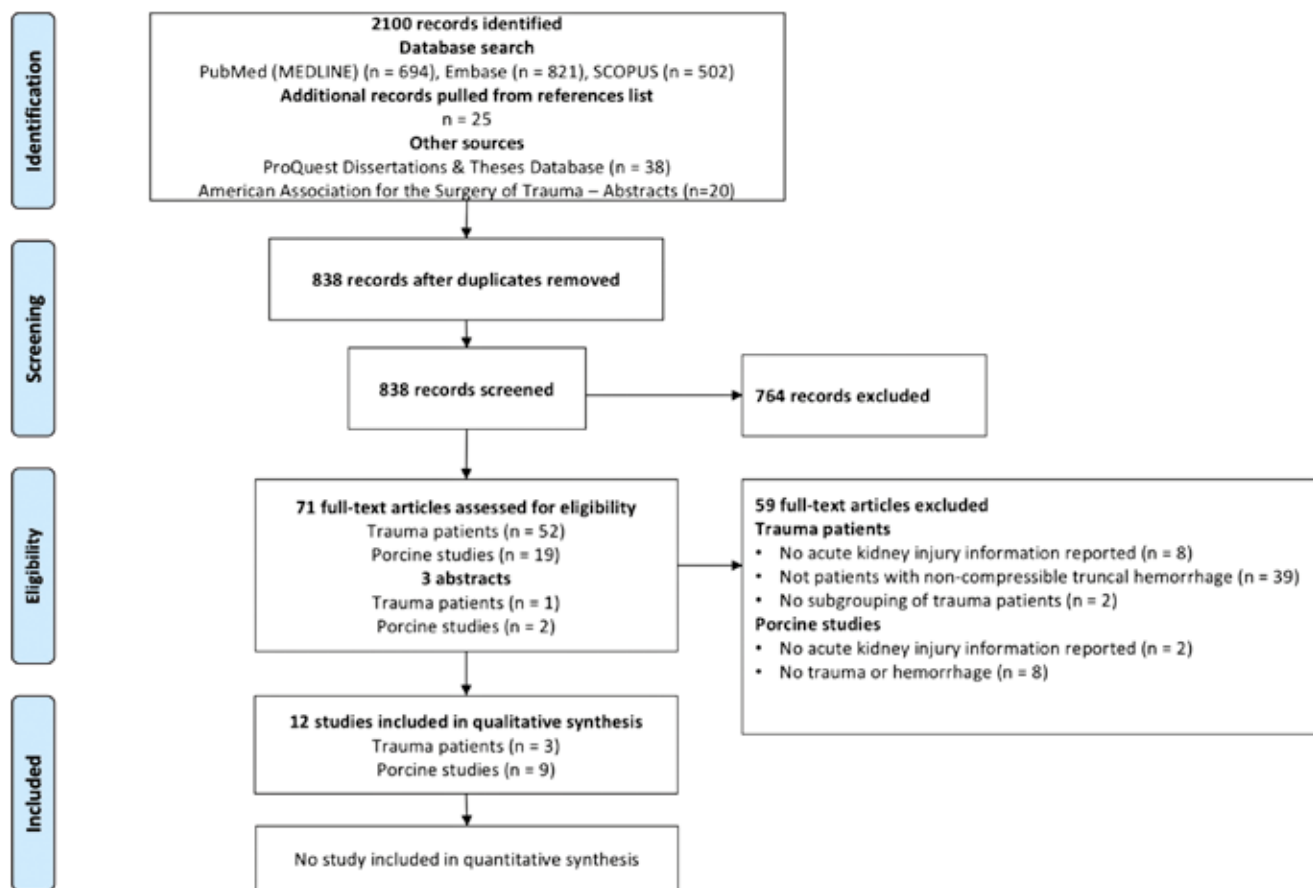 Identification
2100 records identified
Database search
PubMed (MEDLINE) (n = 694), Embase (n = 821), SCOPUS (n = 502)
Additional records pulled from references list
n = 25
Other sources
ProQuest Dissertations & Theses Database (n = 38)
American Association for the Surgery of Trauma – Abstracts (n=20)
Screening
838 records after duplicates removed
838 records screened
764 records excluded
Eligibility
71 full-text articles assessed for eligibility
Trauma patients (n = 52)
Porcine studies (n = 19)
3 abstracts
Trauma patients (n = 1)
Porcine studies (n = 2)
59 full-text articles excluded
Trauma patients
• No acute kidney injury information reported (n = 8)
• Not patients with non-compressible truncal hemorrhage (n = 39)
• No subgrouping of trauma patients (n = 2)
Porcine studies
• No acute kidney injury information reported (n = 2)
• No trauma or hemorrhage (n = 8)
Included
12 studies included in qualitative synthesis
Trauma patients (n = 3)
Porcine studies (n = 9)
No study included in quantitative synthesis